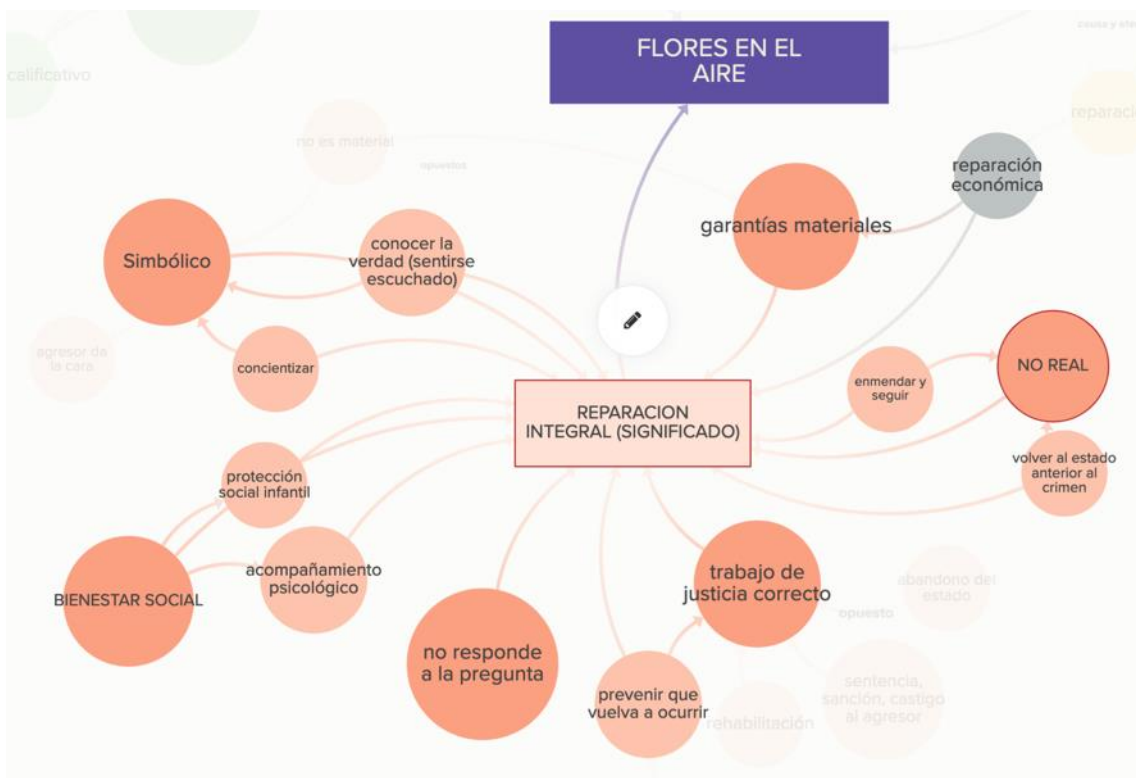 FLORES EN EL
AIRE
causa y efe
calificativo
reparaci
no es material
opuestos
reparación
económica
garantías materiales
Simbólico
conocer la
verdad (sentirse
escuchado)
agresor de
la cara
concientizar
enmendar y
seguir
NO REAL
REPARACION
INTEGRAL (SIGNIFICADO)
volver al estado
anterior al
crimen
protección
social infantil
acompañamiento
psicológico
BIENESTAR SOCIAL
trabajo de
justicia correcto
abandono del
estado
opuesto
no responde
a la pregunta
prevenir que
vuelva a ocurrir
rehabilitación
sentencia,
sanción, castigo
al agresor